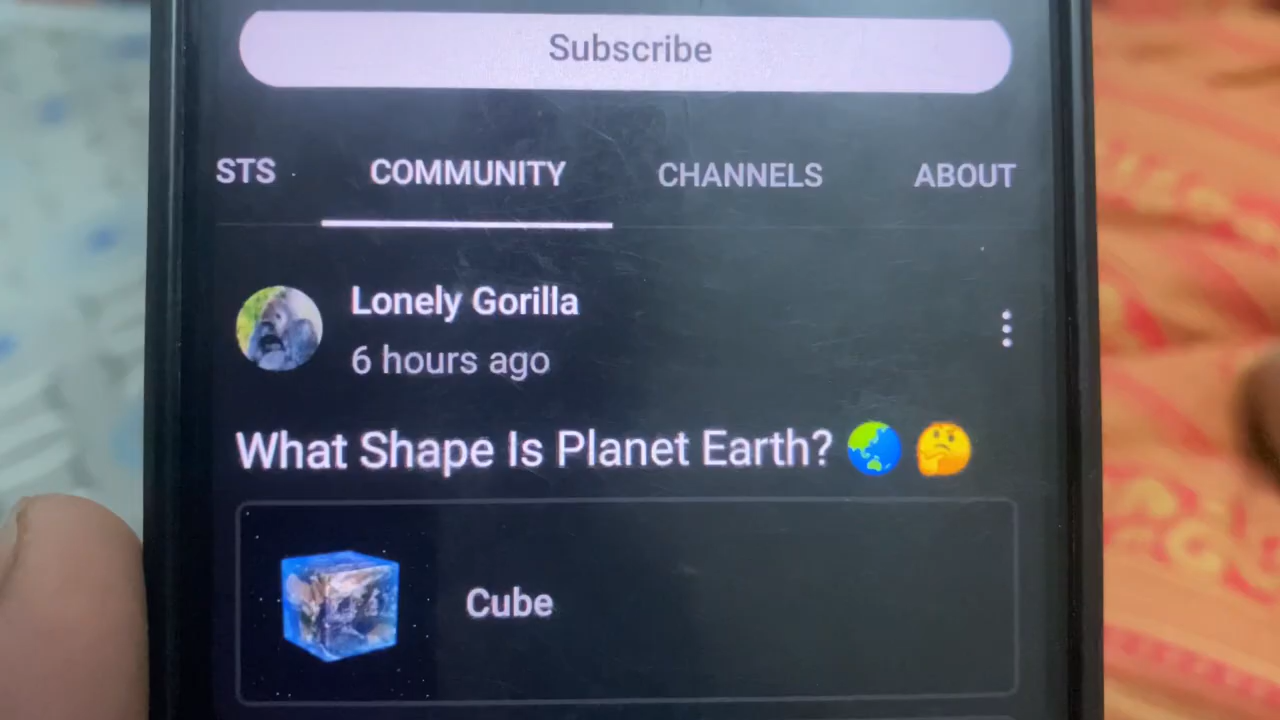 Subscribe
STS
COMMUNITY
CHANNELS
ABOUT
Lonely Gorilla
6 hours ago
What Shape Is Planet Earth? 🌏 🤔
Cube